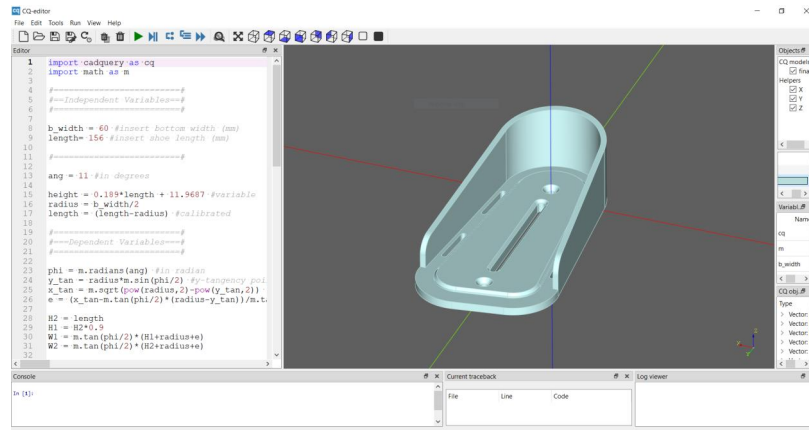 CQ-editor
File Edit Tools Run View Help
Editor
1 import cadquery as cq
2 import math as m
3
4 #=========================#
5 #==Independent Variables==#
6 #=========================#
7
8 b_width = 60 #insert bottom width (mm)
9 length= 156 #insert shoe length (mm)
10
11 #=========================#
12
13 ang = 11 #in degrees
14
15 height = 0.189*length + 11.9687 #variable
16 radius = b_width/2
17 length = (length-radius) #calibrated
18
19 #=========================#
20 #===Dependent Variables===#
21 #=========================#
22
23 phi = m.radians(ang) #in radian
24 y_tan = radius*m.sin(phi/2) #y-tangency poi
25 x_tan = m.sqrt(pow(radius,2)-pow(y_tan,2))
26 e = (x_tan-m.tan(phi/2)*(radius-y_tan))/m.t
27
28 H2 = length
29 H1 = H2*0.9
30 W1 = m.tan(phi/2)*(H1+radius+e)
31 W2 = m.tan(phi/2)*(H2+radius+e)
32
Objects
CQ models
fina
Helpers
X
Y
Z
Variabl..
Name
cq
m
b_width
CQ obj..
Type
Vector:
Vector:
Vector:
Vector:
Vector:
z
x
y
Console
In [1]:
Current traceback
File Line Code
Log viewer